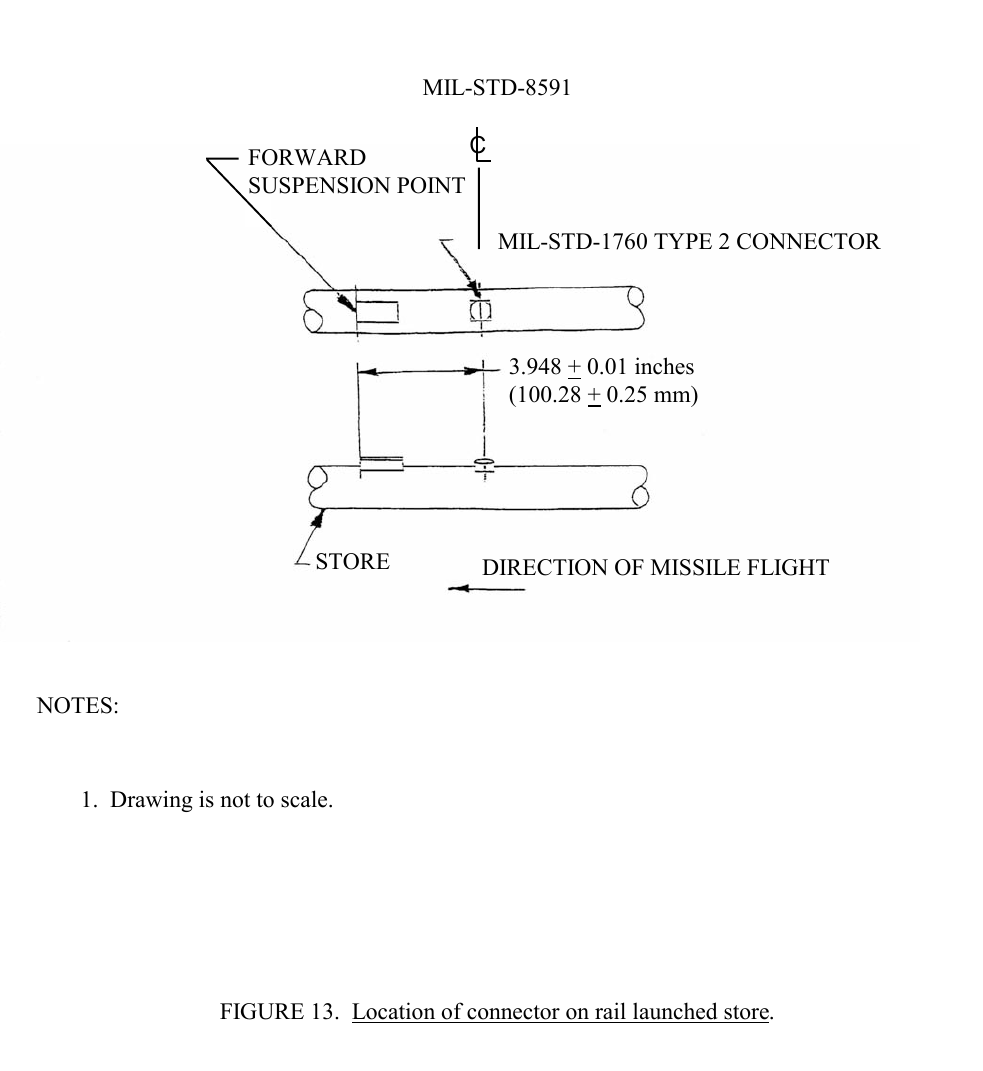 MIL-STD-8591
℄
FORWARD
SUSPENSION POINT
MIL-STD-1760 TYPE 2 CONNECTOR
3.948 ± 0.01 inches
(100.28 ± 0.25 mm)
STORE
DIRECTION OF MISSILE FLIGHT
NOTES:
1. Drawing is not to scale.
FIGURE 13. Location of connector on rail launched store.